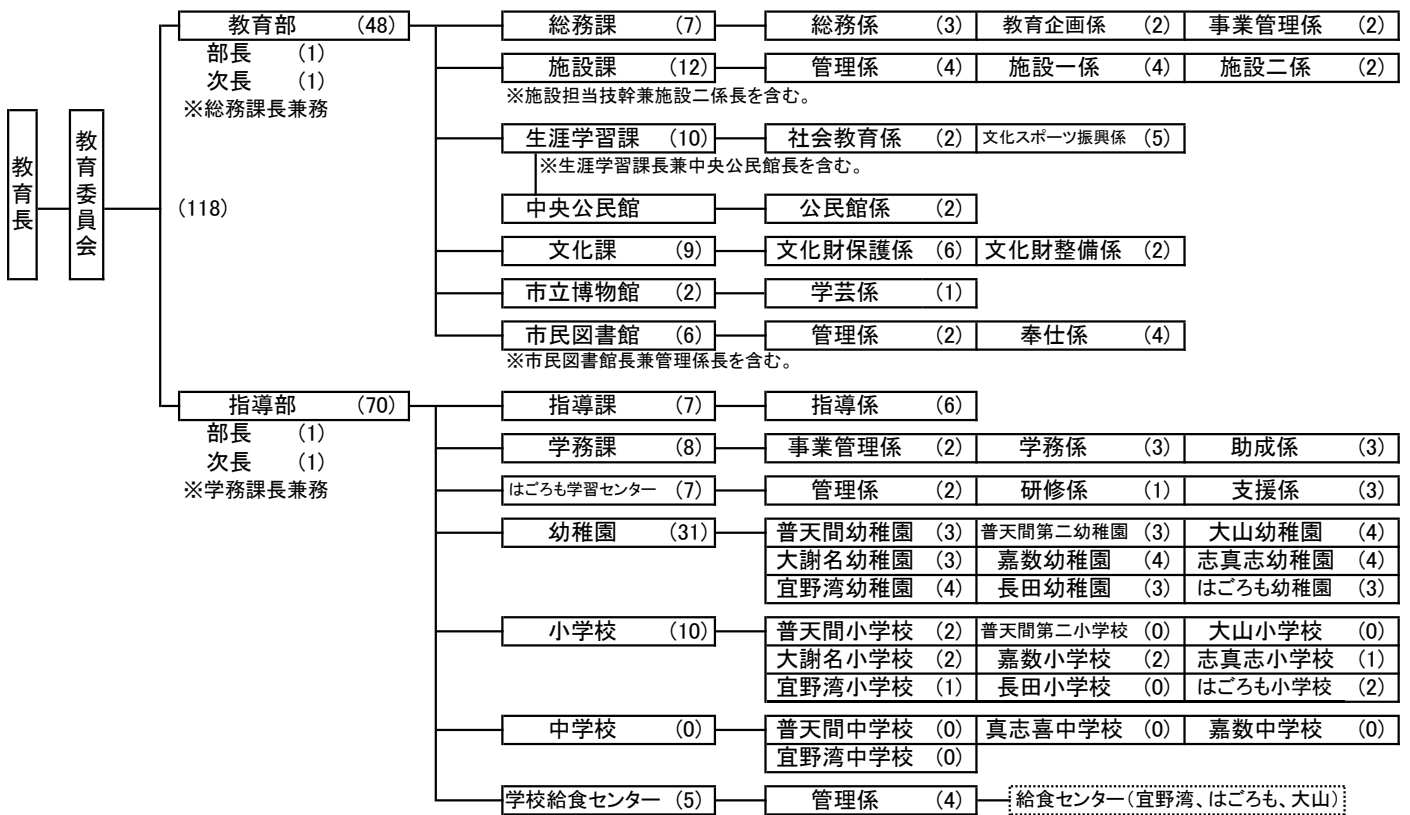 教育長
教育委員会
(118)
教育部 (48)
部長 (1)
次長 (1)
※総務課長兼務
総務課 (7) 総務係 (3) 教育企画係 (2) 事業管理係 (2)
施設課 (12) 管理係 (4) 施設一係 (4) 施設二係 (2)
※施設担当技幹兼施設二係長を含む。
生涯学習課 (10) 社会教育係 (2) 文化スポーツ振興係 (5)
※生涯学習課長兼中央公民館長を含む。
中央公民館 公民館係 (2)
文化課 (9) 文化財保護係 (6) 文化財整備係 (2)
市立博物館 (2) 学芸係 (1)
市民図書館 (6) 管理係 (2) 奉仕係 (4)
※市民図書館長兼管理係長を含む。
指導部 (70)
部長 (1)
次長 (1)
※学務課長兼務
指導課 (7) 指導係 (6)
学務課 (8) 事業管理係 (2) 学務係 (3) 助成係 (3)
はごろも学習センター (7) 管理係 (2) 研修係 (1) 支援係 (3)
幼稚園 (31) 普天間幼稚園 (3) 普天間第二幼稚園 (3) 大山幼稚園 (4)
大謝名幼稚園 (3) 嘉数幼稚園 (4) 志真志幼稚園 (4)
宜野湾幼稚園 (4) 長田幼稚園 (3) はごろも幼稚園 (3)
小学校 (10) 普天間小学校 (2) 普天間第二小学校 (0) 大山小学校 (0)
大謝名小学校 (2) 嘉数小学校 (2) 志真志小学校 (1)
宜野湾小学校 (1) 長田小学校 (0) はごろも小学校 (2)
中学校 (0) 普天間中学校 (0) 真志喜中学校 (0) 嘉数中学校 (0)
宜野湾中学校 (0)
学校給食センター (5) 管理係 (4) 給食センター(宜野湾、はごろも、大山)